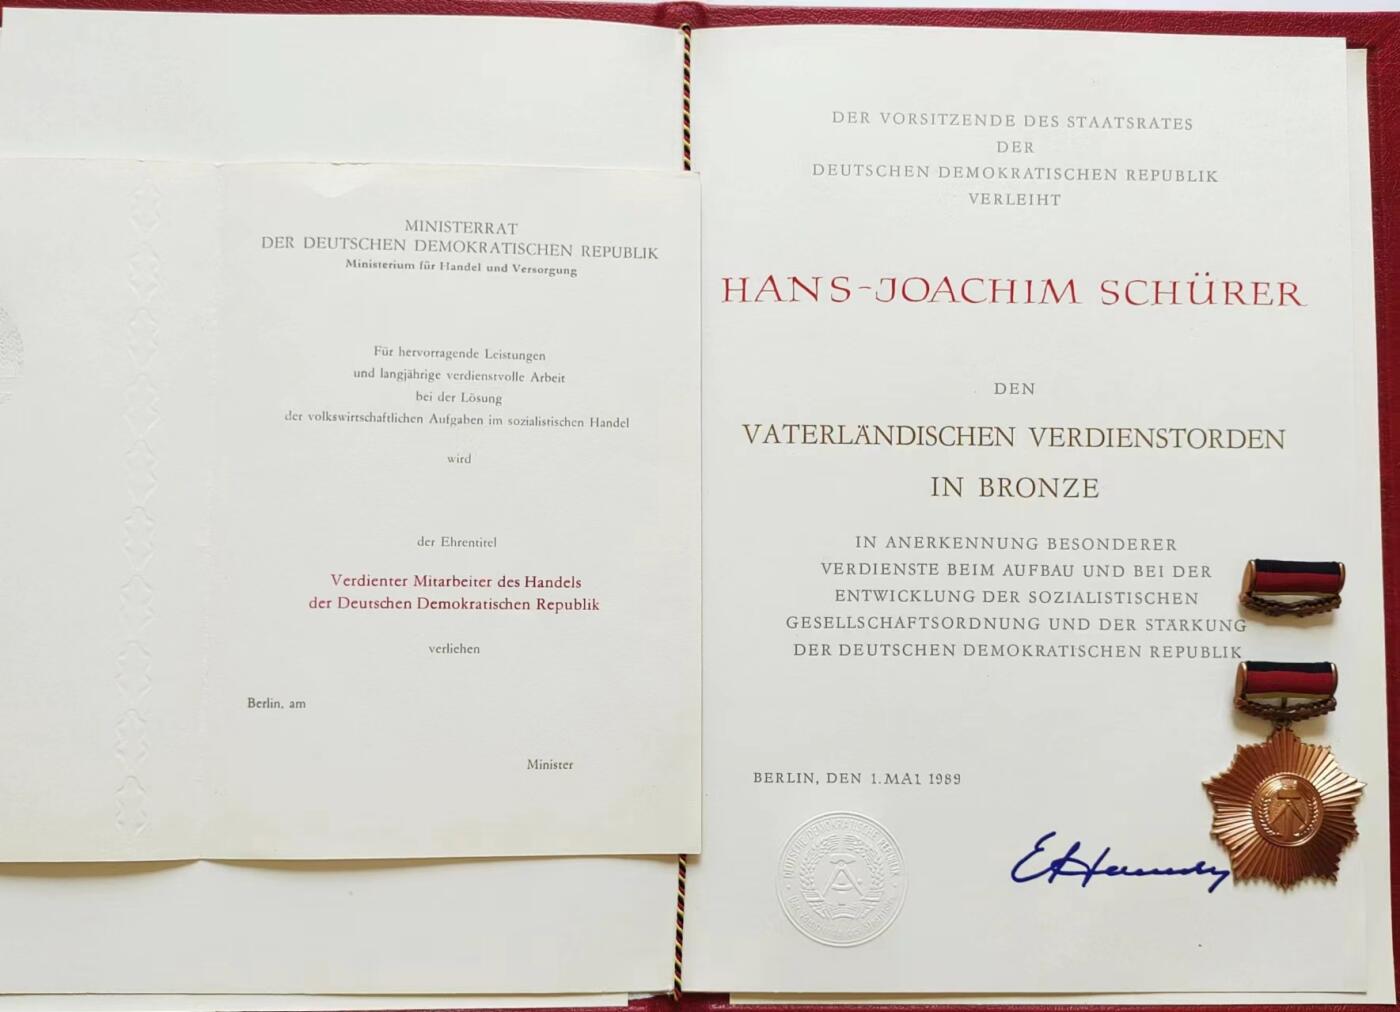 MINISTERRAT
DER DEUTSCHEN DEMOKRATISCHEN REPUBLIK
Ministerium für Handel und Versorgung
Für hervorragende Leistungen
und langjährige verdienstvolle Arbeit
bei der Lösung
der volkswirtschaftlichen Aufgaben im sozialistischen Handel
wird
der Ehrentitel
Verdienter Mitarbeiter des Handels
der Deutschen Demokratischen Republik
verliehen
Berlin, am
Minister
DER VORSITZENDE DES STAATSRATES
DER
DEUTSCHEN DEMOKRATISCHEN REPUBLIK
VERLEIHT
HANS-JOACHIM SCHÜRER
DEN
VATERLÄNDISCHEN VERDIENSTORDEN
IN BRONZE
IN ANERKENNUNG BESONDERER
VERDIENSTE BEIM AUFBAU UND BEI DER
ENTWICKLUNG DER SOZIALISTISCHEN
GESELLSCHAFTSORDNUNG UND DER STÄRKUNG
DER DEUTSCHEN DEMOKRATISCHEN REPUBLIK
BERLIN, DEN 1. MAI 1989
DEUTSCHE DEMOKRATISCHE REPUBLIK